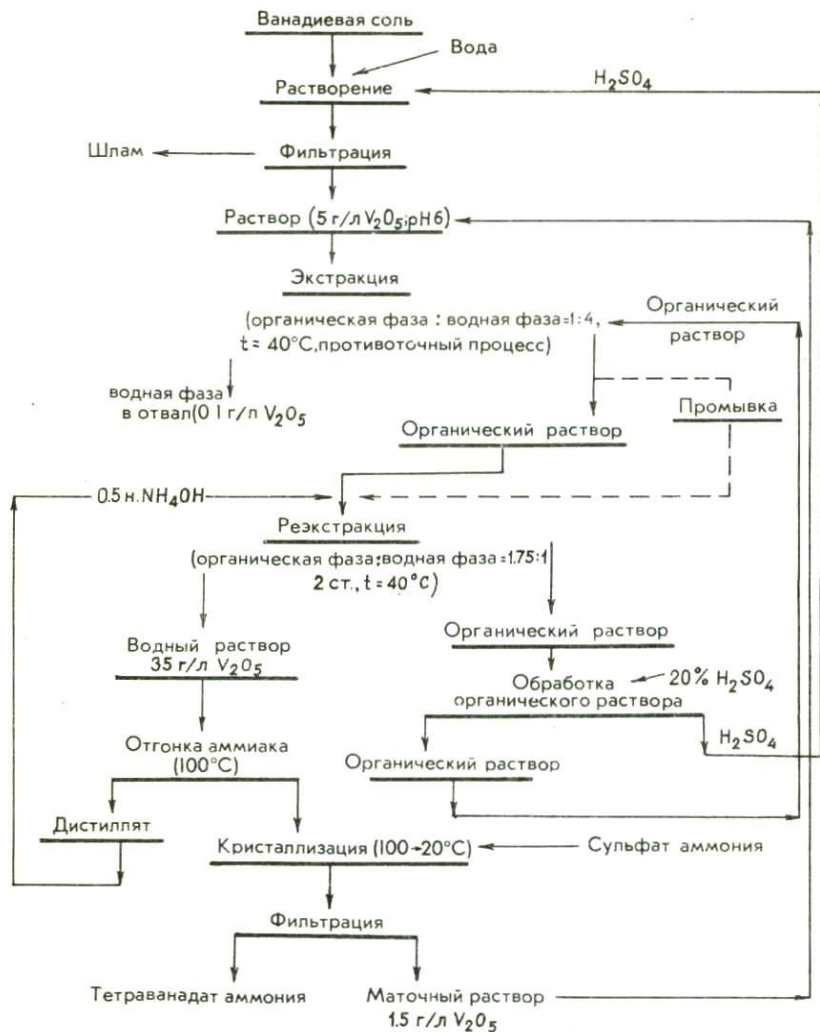 Ванадиевая соль
Вода
H₂SO₄
Растворение
Шлам
Фильтрация
Раствор (5 г/л V₂O₅;pH6)
Экстракция
(органическая фаза : водная фаза=1:4,
t = 40°C,противоточный процесс)
Органический
раствор
водная фаза
в отвал(0 1 г/л V₂O₅
Промывка
Органический раствор
0.5 н.NH₄OH
Реэкстракция
(органическая фаза:водная фаза=1.75:1
2 ст., t = 40°C)
Водный раствор
35 г/л V₂O₅
Органический раствор
Обработка
органического раствора
20% H₂SO₄
H₂SO₄
Отгонка аммиака
(100°C)
Органический раствор
Дистиллят
Кристаллизация (100→20°C)
Сульфат аммония
Фильтрация
Тетраванадат аммония
Маточный раствор
1.5 г/л V₂O₅